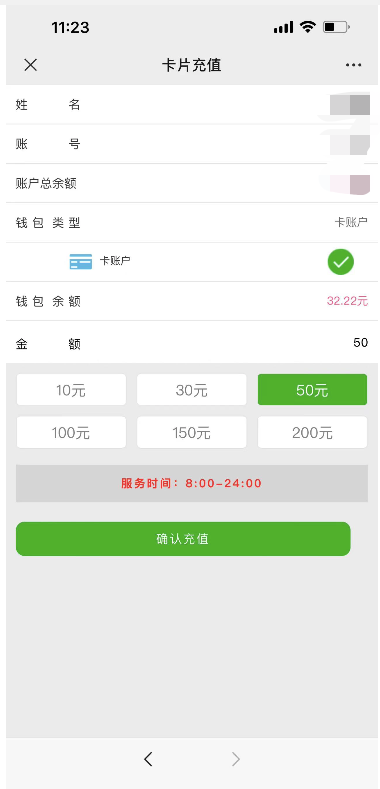 11:23
卡片充值
姓 名
账 号
账户总余额
钱包类型 卡账户
卡账户
钱包余额 32.22元
金 额 50
10元 30元 50元
100元 150元 200元
服务时间：8:00-24:00
确认充值